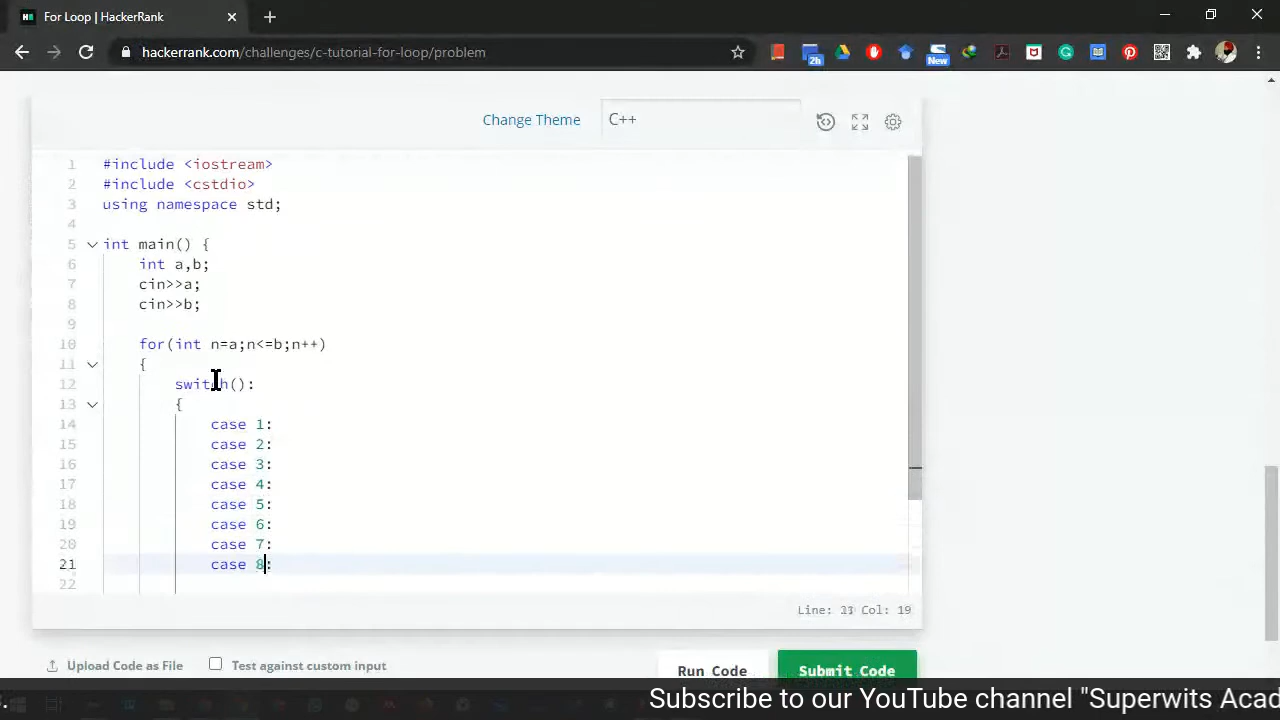 For Loop | HackerRank
hackerrank.com/challenges/c-tutorial-for-loop/problem
2h
New
Change Theme
C++
1 #include <iostream>
2 #include <cstdio>
3 using namespace std;
4
5 int main() {
6 int a,b;
7 cin>>a;
8 cin>>b;
9
10 for(int n=a;n<=b;n++)
11 {
12 switch():
13 {
14 case 1:
15 case 2:
16 case 3:
17 case 4:
18 case 5:
19 case 6:
20 case 7:
21 case 8:
22
Line: Col: 19
Upload Code as File
Test against custom input
Run Code
Submit Code
Subscribe to our YouTube channel "Superwits Acad